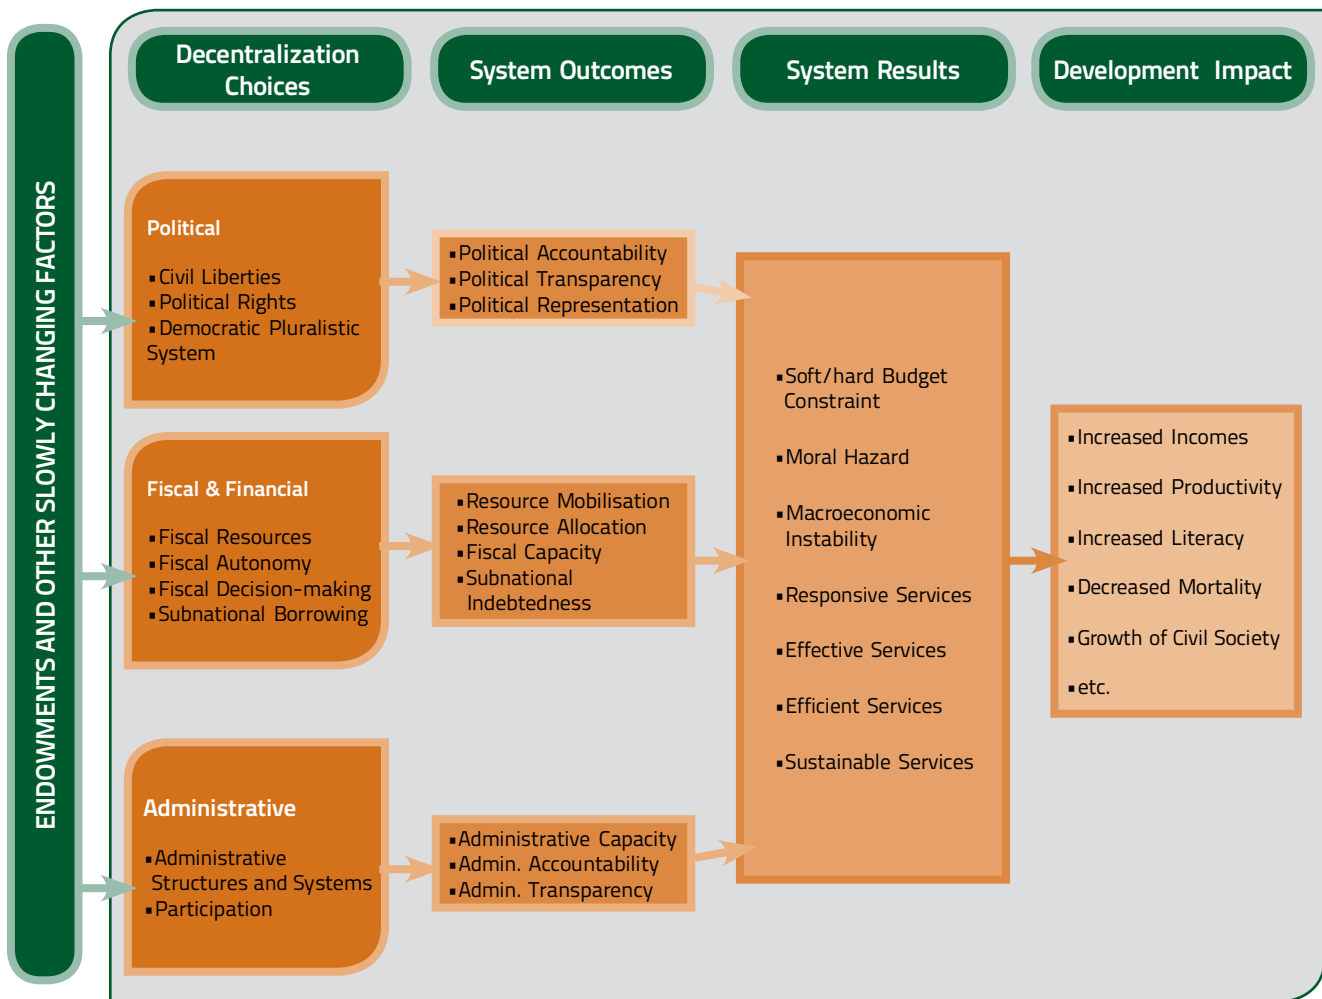 ENDOWMENTS AND OTHER SLOWLY CHANGING FACTORS
Decentralization
Choices
System Outcomes
System Results
Development Impact
Political
▪Civil Liberties
▪Political Rights
▪Democratic Pluralistic
System
▪Political Accountability
▪Political Transparency
▪Political Representation
Fiscal & Financial
▪Fiscal Resources
▪Fiscal Autonomy
▪Fiscal Decision-making
▪Subnational Borrowing
▪Resource Mobilisation
▪Resource Allocation
▪Fiscal Capacity
▪Subnational
Indebtedness
Administrative
▪Administrative
Structures and Systems
▪Participation
▪Administrative Capacity
▪Admin. Accountability
▪Admin. Transparency
▪Soft/hard Budget
Constraint
▪Moral Hazard
▪Macroeconomic
Instability
▪Responsive Services
▪Effective Services
▪Efficient Services
▪Sustainable Services
▪Increased Incomes
▪Increased Productivity
▪Increased Literacy
▪Decreased Mortality
▪Growth of Civil Society
▪etc.